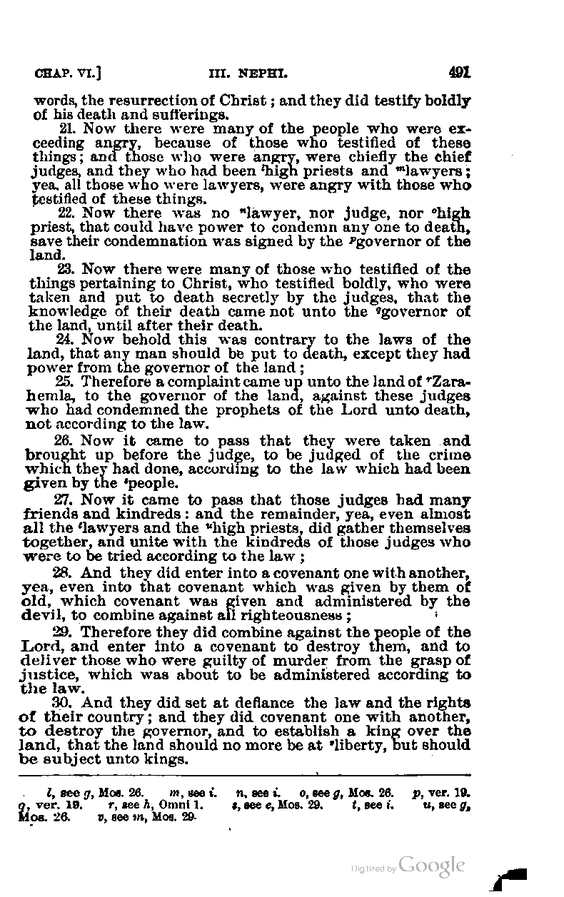 CHAP. VI.] III. NEPHI. 491
words, the resurrection of Christ; and they did testify boldly
of his death and sufferings.
21. Now there were many of the people who were ex-
ceeding angry, because of those who testified of these
things; and those who were angry, were chiefly the chief
judges, and they who had been ˡhigh priests and ᵐlawyers;
yea, all those who were lawyers, were angry with those who
testified of these things.
22. Now there was no ⁿlawyer, nor judge, nor ᵒhigh
priest, that could have power to condemn any one to death,
save their condemnation was signed by the ᵖgovernor of the
land.
23. Now there were many of those who testified of the
things pertaining to Christ, who testified boldly, who were
taken and put to death secretly by the judges, that the
knowledge of their death came not unto the qgovernor of
the land, until after their death.
24. Now behold this was contrary to the laws of the
land, that any man should be put to death, except they had
power from the governor of the land;
25. Therefore a complaint came up unto the land of ʳZara-
hemla, to the governor of the land, against these judges
who had condemned the prophets of the Lord unto death,
not according to the law.
26. Now it came to pass that they were taken and
brought up before the judge, to be judged of the crime
which they had done, according to the law which had been
given by the ˢpeople.
27. Now it came to pass that those judges had many
friends and kindreds: and the remainder, yea, even almost
all the ᵗlawyers and the ᵘhigh priests, did gather themselves
together, and unite with the kindreds of those judges who
were to be tried according to the law;
28. And they did enter into a covenant one with another,
yea, even into that covenant which was given by them of
old, which covenant was given and administered by the
devil, to combine against all righteousness;
29. Therefore they did combine against the people of the
Lord, and enter into a covenant to destroy them, and to
deliver those who were guilty of murder from the grasp of
justice, which was about to be administered according to
the law.
30. And they did set at defiance the law and the rights
of their country; and they did covenant one with another,
to destroy the governor, and to establish a king over the
land, that the land should no more be at ᵛliberty, but should
be subject unto kings.
l, see g, Mos. 26. m, see i. n, see i. o, see g, Mos. 26. p, ver. 19.
q, ver. 19. r, see h, Omni 1. s, see e, Mos. 29. t, see i. u, see g,
Mos. 26. v, see m, Mos. 29.
Digitized by Google